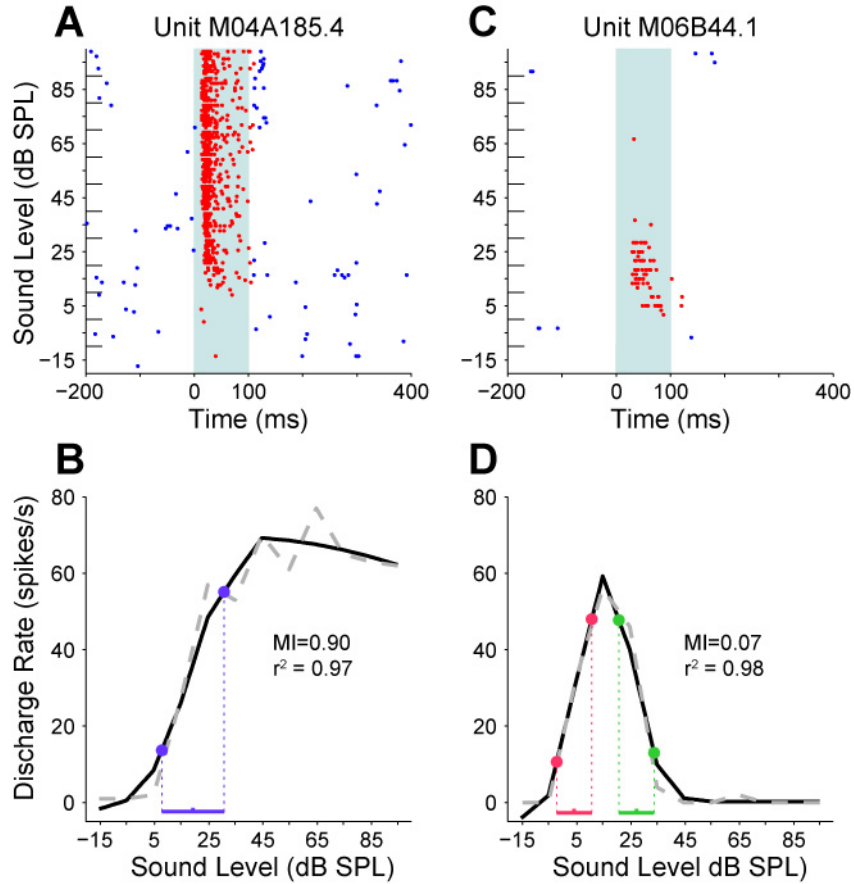 A
Unit M04A185.4
Sound Level (dB SPL)
85
65
45
25
5
−15
−200
0
100
400
Time (ms)
C
Unit M06B44.1
85
65
45
25
5
−15
−200
0
100
400
Time (ms)
B
Discharge Rate (spikes/s)
80
60
40
20
0
MI=0.90
r² = 0.97
−15
5
25
45
65
85
Sound Level (dB SPL)
D
80
60
40
20
0
MI=0.07
r² = 0.98
−15
5
25
45
65
85
Sound Level dB SPL)